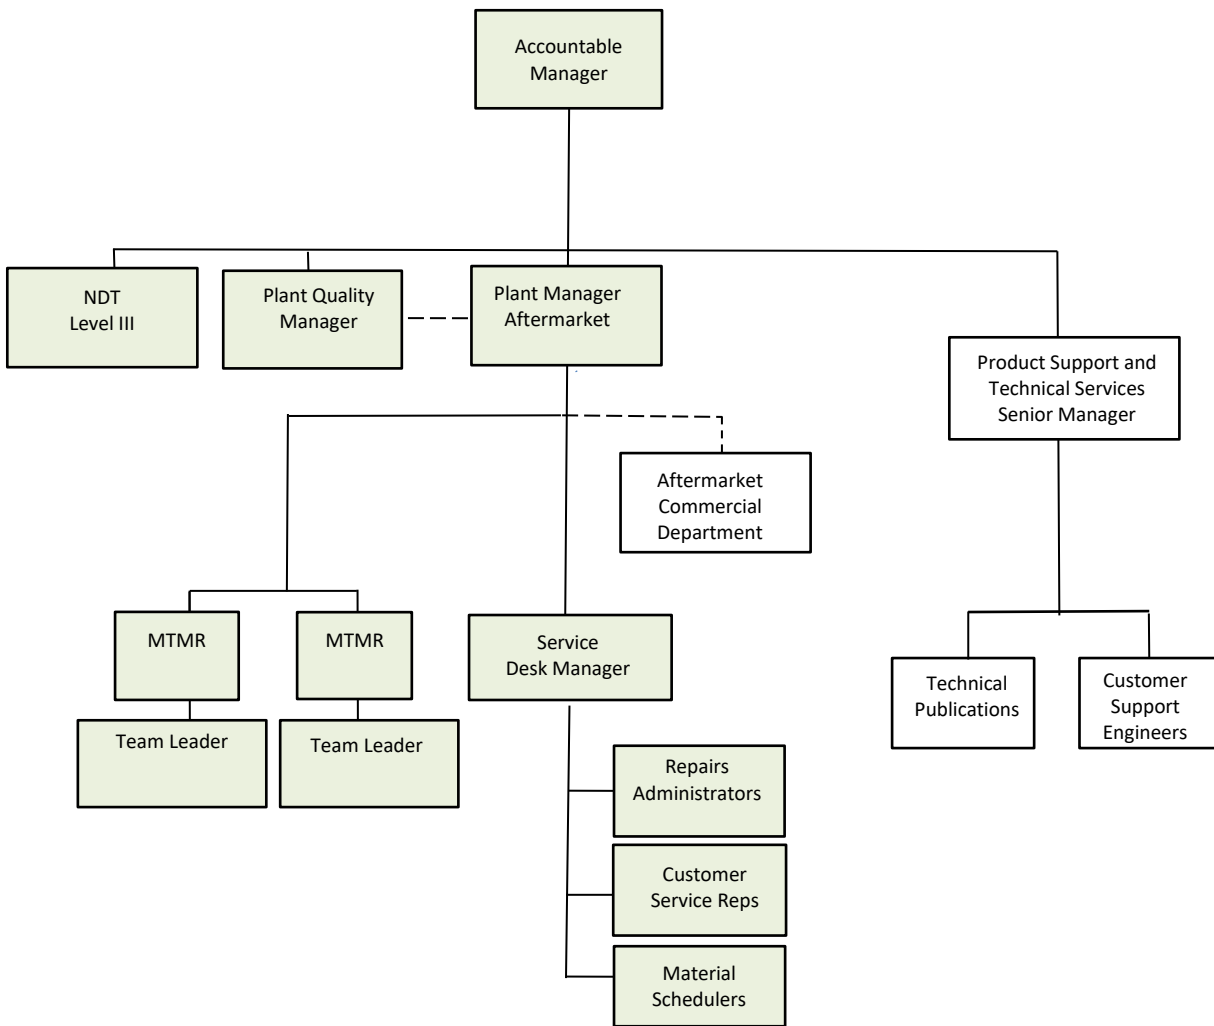 Accountable
Manager
NDT
Level III
Plant Quality
Manager
Plant Manager
Aftermarket
Product Support and
Technical Services
Senior Manager
Aftermarket
Commercial
Department
MTMR
MTMR
Service
Desk Manager
Technical
Publications
Customer
Support
Engineers
Team Leader
Team Leader
Repairs
Administrators
Customer
Service Reps
Material
Schedulers